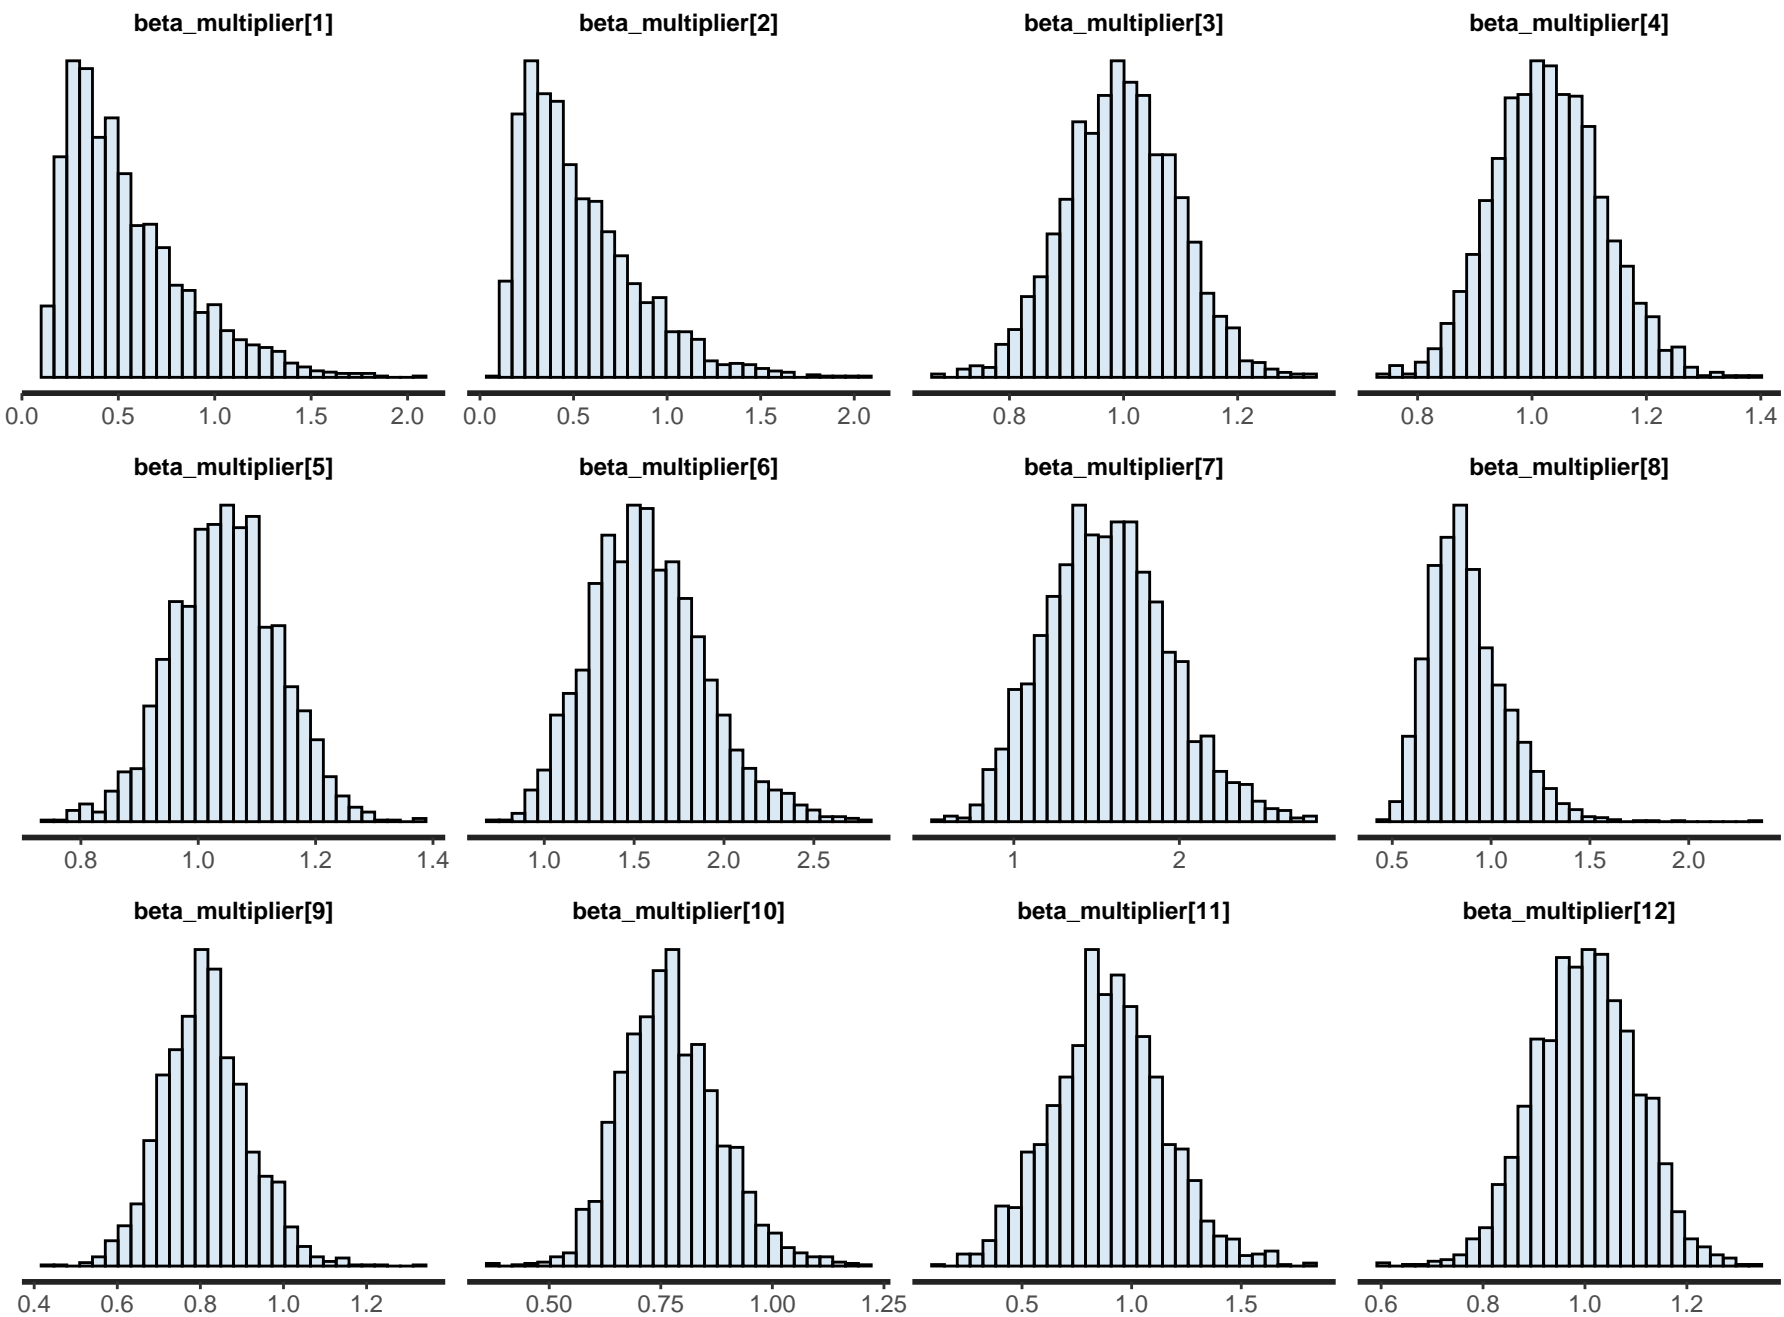 beta_multiplier[1] beta_multiplier[2] beta_multiplier[3] beta_multiplier[4]
0.0 0.5 1.0 1.5 2.0 0.0 0.5 1.0 1.5 2.0 0.8 1.0 1.2 0.8 1.0 1.2 1.4
beta_multiplier[5] beta_multiplier[6] beta_multiplier[7] beta_multiplier[8]
0.8 1.0 1.2 1.4 1.0 1.5 2.0 2.5 1 2 0.5 1.0 1.5 2.0
beta_multiplier[9] beta_multiplier[10] beta_multiplier[11] beta_multiplier[12]
0.4 0.6 0.8 1.0 1.2 0.50 0.75 1.00 1.25 0.5 1.0 1.5 0.6 0.8 1.0 1.2